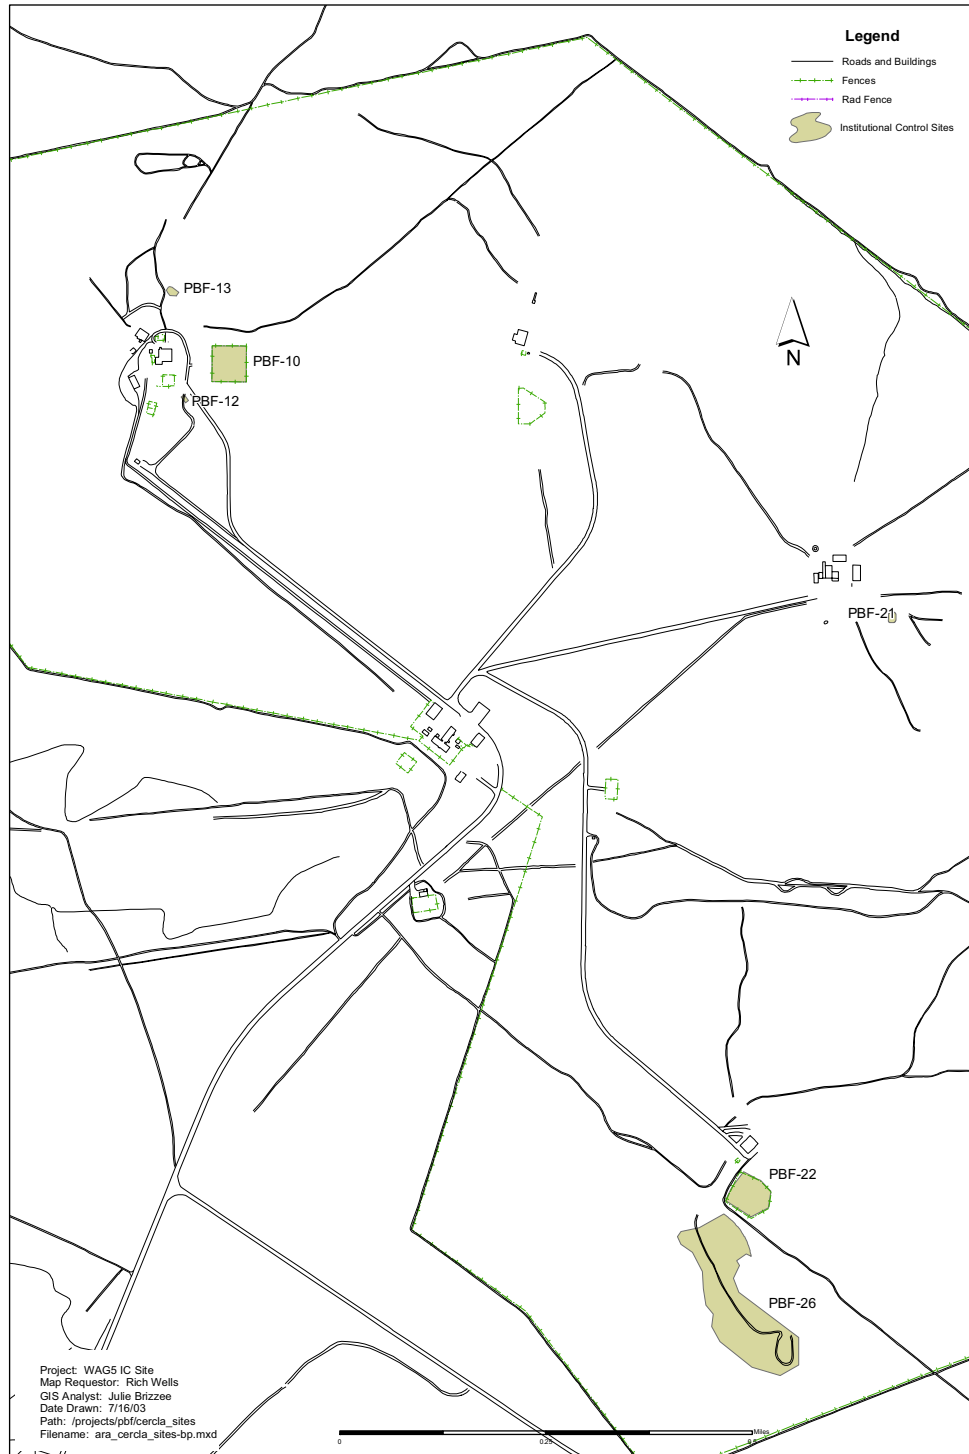 Legend
Roads and Buildings
Fences
Rad Fence
Institutional Control Sites
PBF-13
PBF-10
PBF-12
N
PBF-21
PBF-22
PBF-26
Project: WAG5 IC Site
Map Requestor: Rich Wells
GIS Analyst: Julie Brizzee
Date Drawn: 7/16/03
Path: /projects/pbf/cercla_sites
Filename: ara_cercla_sites-bp.mxd
Miles
0 0.25 0.5